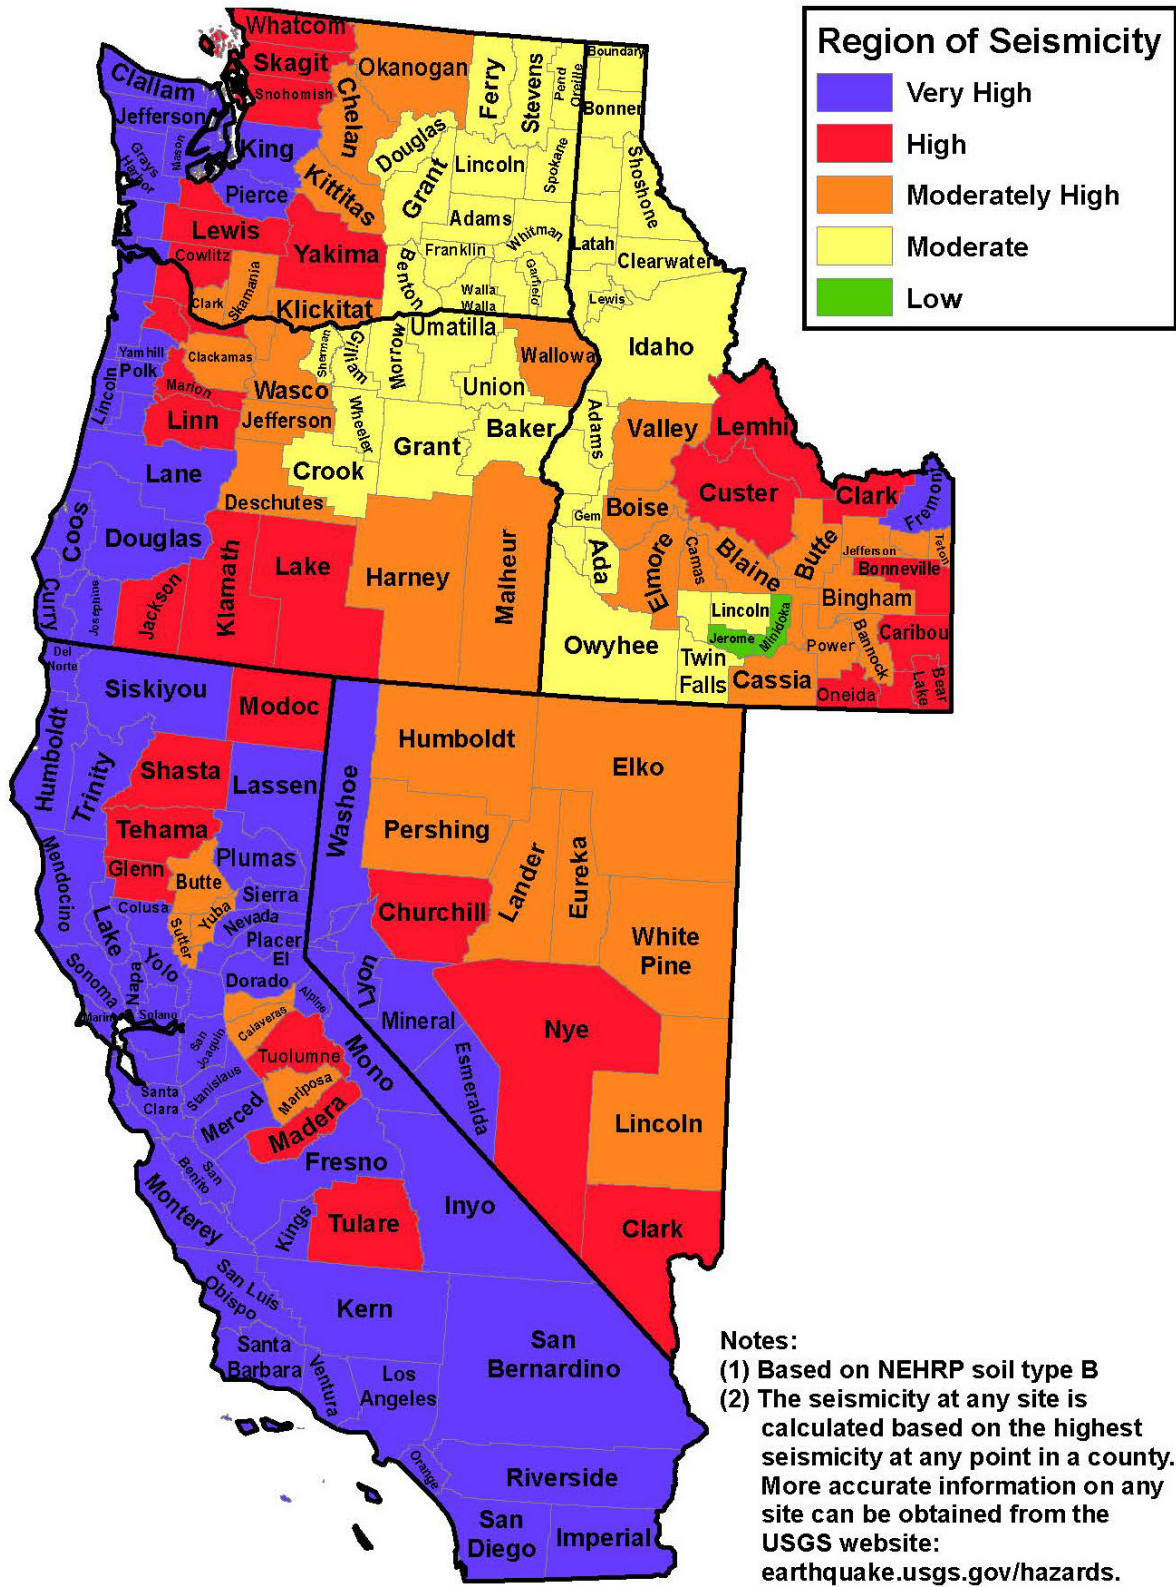 Region of Seismicity
Very High
High
Moderately High
Moderate
Low
Whatcom
Skagit
Snohomish
Okanogan
Chelan
Ferry
Stevens
Pend
Oreille
Boundary
Bonner
Clallam
Jefferson
Mason
Grays
Harbor
King
Pierce
Kittitas
Douglas
Grant
Lincoln
Spokane
Shoshone
Adams
Whitman
Lewis
Yakima
Cowlitz
Skamania
Clark
Klickitat
Benton
Franklin
Walla
Walla
Garfield
Latah
Clearwater
Lewis
Idaho
Yamhill
Polk
Lincoln
Clackamas
Marion
Linn
Wasco
Sherman
Gilliam
Morrow
Umatilla
Wallowa
Union
Jefferson
Wheeler
Grant
Baker
Crook
Lane
Deschutes
Coos
Douglas
Curry
Josephine
Jackson
Klamath
Lake
Harney
Malheur
Adams
Valley
Lemhi
Custer
Clark
Fremont
Gem
Boise
Ada
Elmore
Camas
Blaine
Butte
Jefferson
Teton
Bonneville
Bingham
Lincoln
Jerome
Minidoka
Owyhee
Twin
Falls
Cassia
Power
Bannock
Caribou
Oneida
Bear
Lake
Del
Norte
Siskiyou
Modoc
Humboldt
Trinity
Shasta
Lassen
Tehama
Plumas
Glenn
Butte
Mendocino
Colusa
Lake
Sutter
Yuba
Sierra
Nevada
Placer
El
Dorado
Sonoma
Napa
Yolo
Marin
Solano
San
Joaquin
Calaveras
Alpine
Tuolumne
Mono
Stanislaus
Mariposa
Santa
Clara
Merced
Madera
San
Benito
Monterey
Fresno
Kings
Tulare
Inyo
San Luis
Obispo
Kern
Santa
Barbara
Ventura
Los
Angeles
San
Bernardino
Orange
Riverside
San
Diego
Imperial
Washoe
Humboldt
Elko
Pershing
Lander
Eureka
Churchill
White
Pine
Lyon
Mineral
Esmeralda
Nye
Lincoln
Clark
Notes:
(1) Based on NEHRP soil type B
(2) The seismicity at any site is
calculated based on the highest
seismicity at any point in a county.
More accurate information on any
site can be obtained from the
USGS website:
earthquake.usgs.gov/hazards.